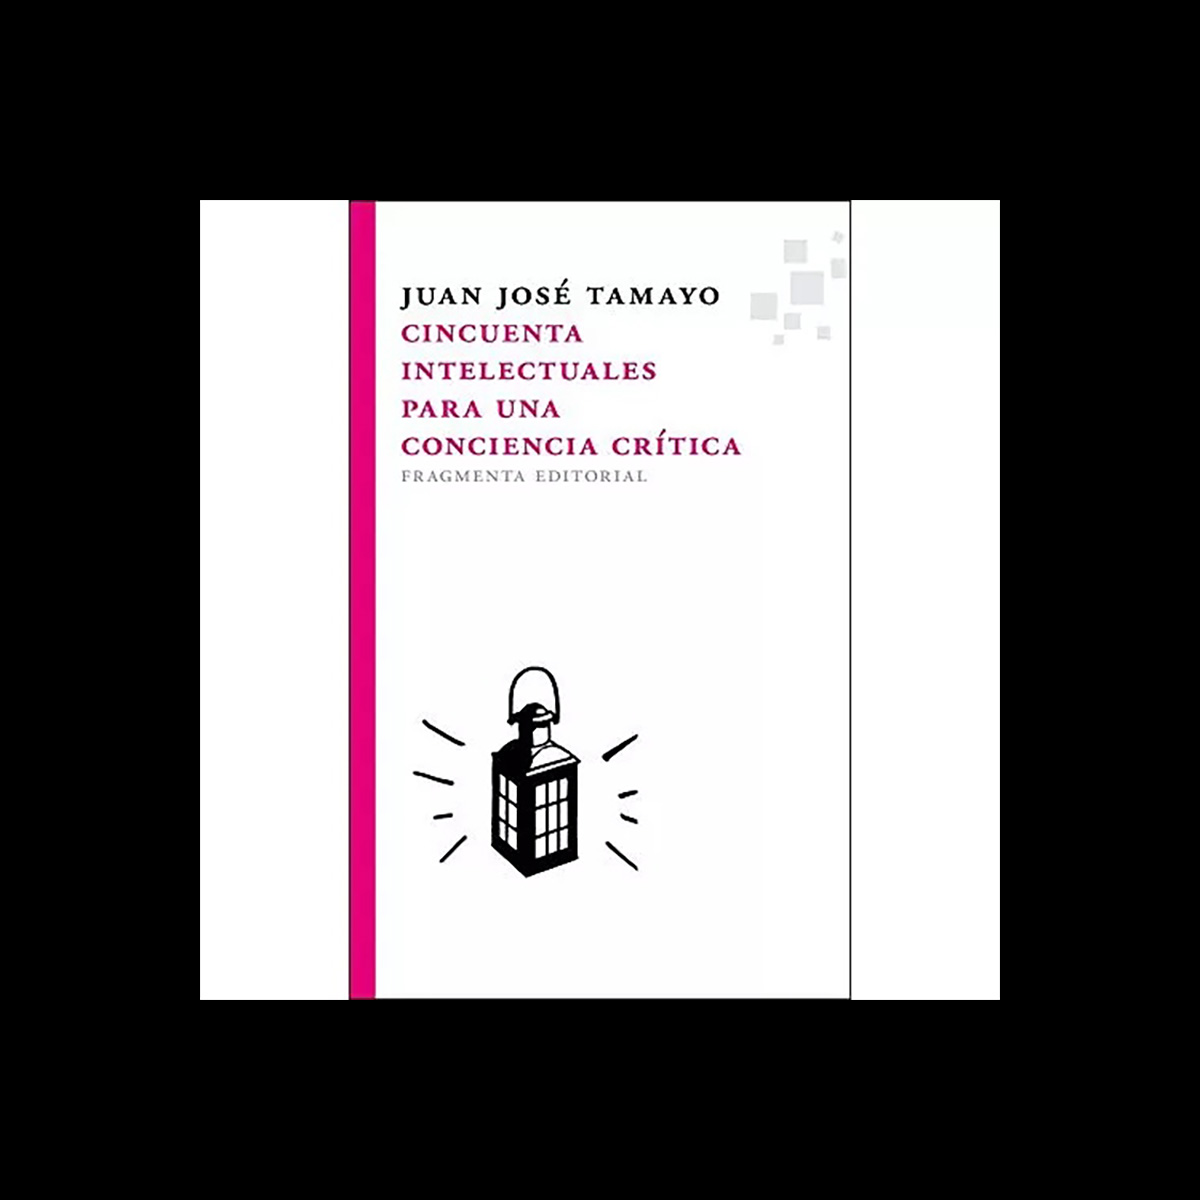 JUAN JOSÉ TAMAYO
CINCUENTA
INTELECTUALES
PARA UNA
CONCIENCIA CRÍTICA
FRAGMENTA EDITORIAL